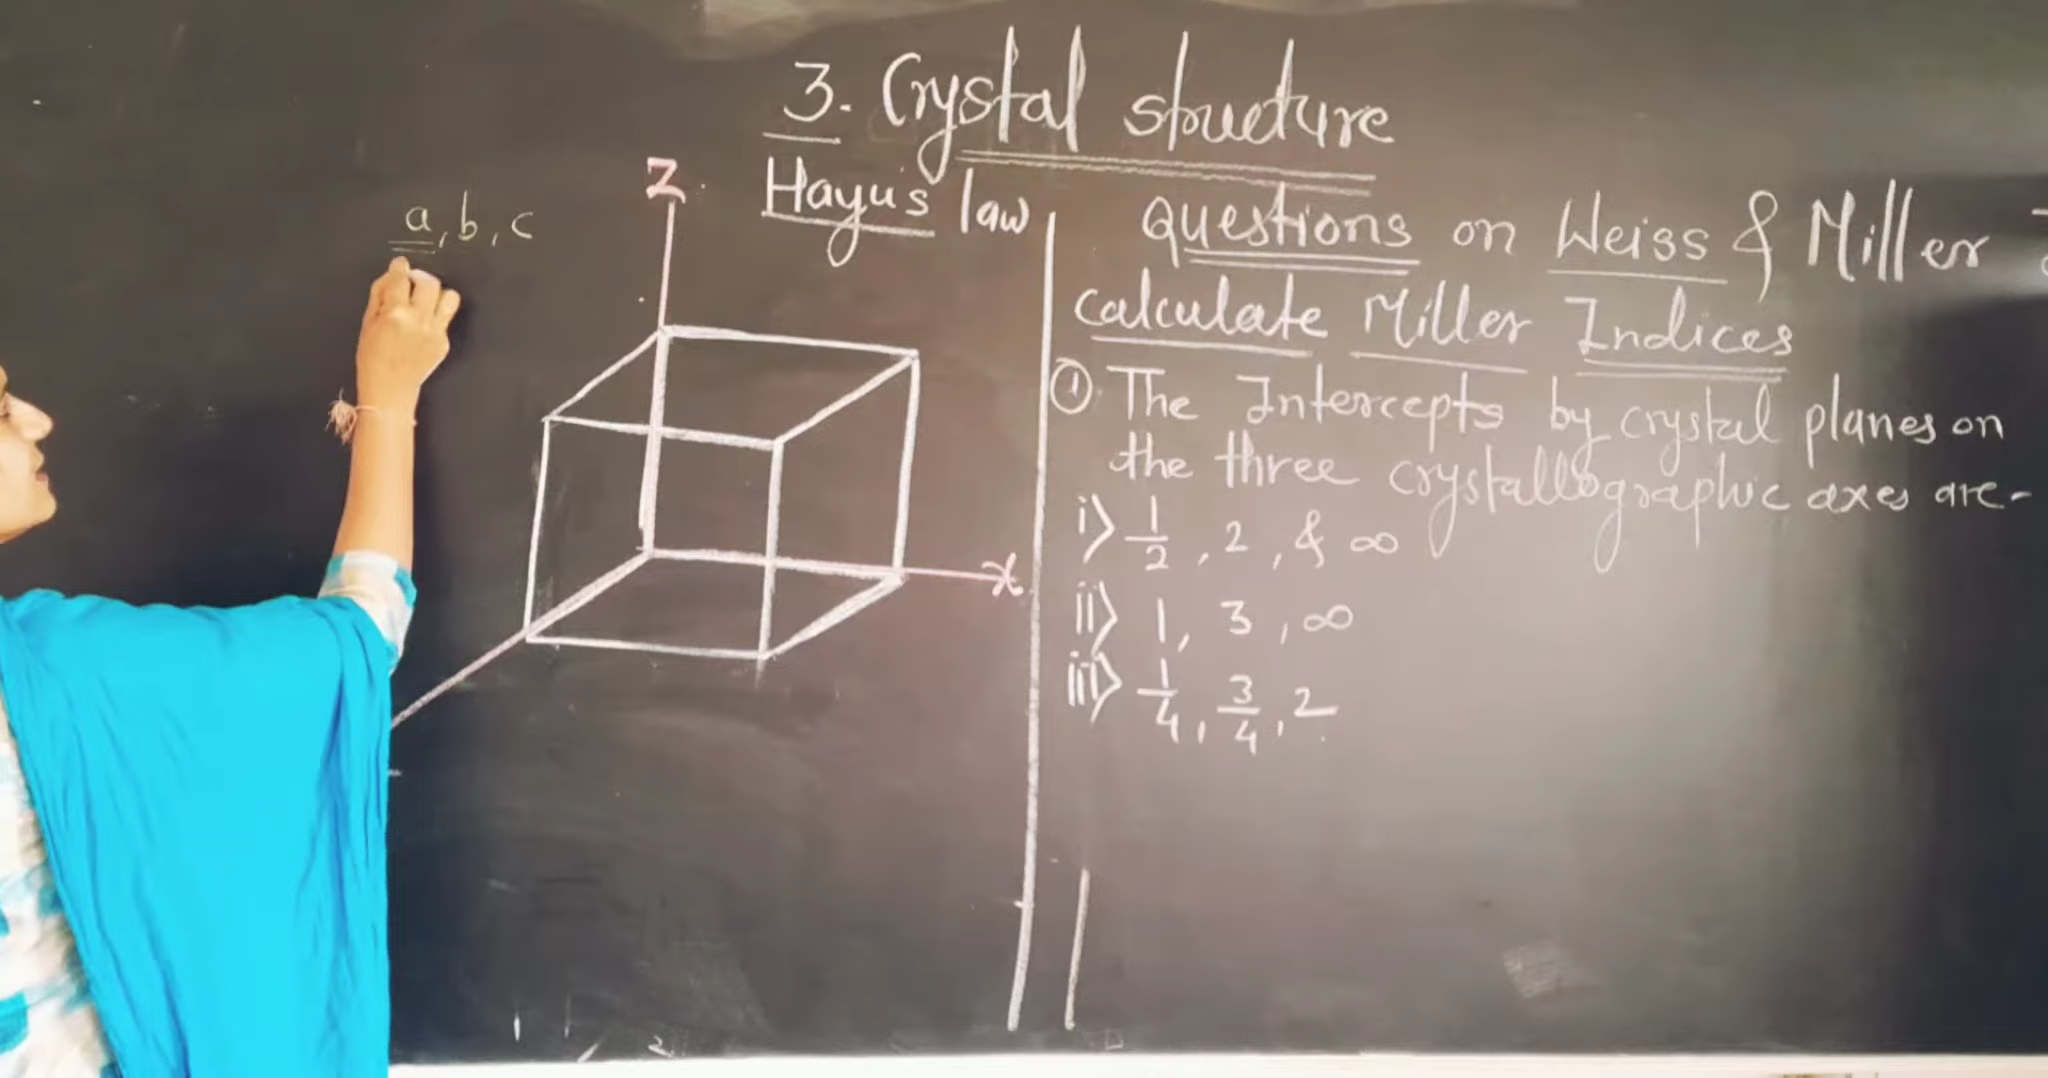 3. Crystal structure
Hayu's law
a, b, c
Z
x
Questions on Weiss & Miller
Calculate Miller Indices
① The Intercepts by crystal planes on
the three crystallographic axes are-
i) 1/2, 2, & ∞
ii) 1, 3, ∞
iii) 1/4, 3/4, 2